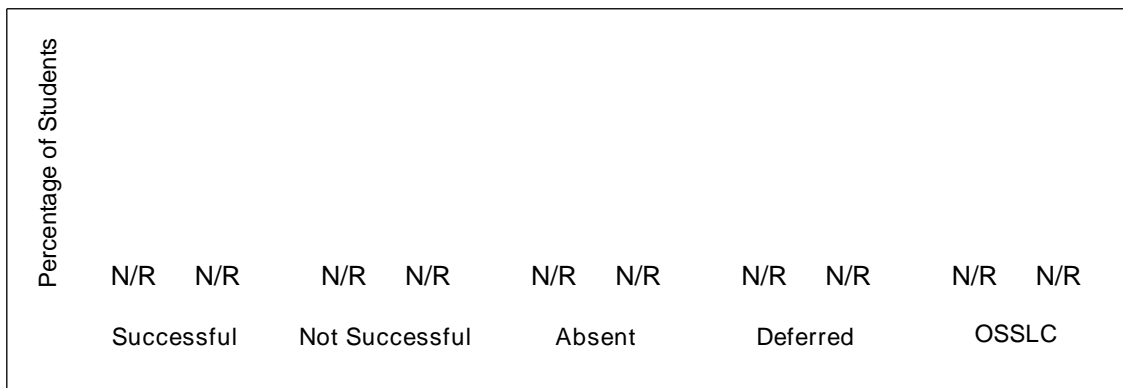 Percentage of Students
N/R N/R N/R N/R N/R N/R N/R N/R N/R N/R
Successful Not Successful Absent Deferred OSSLC